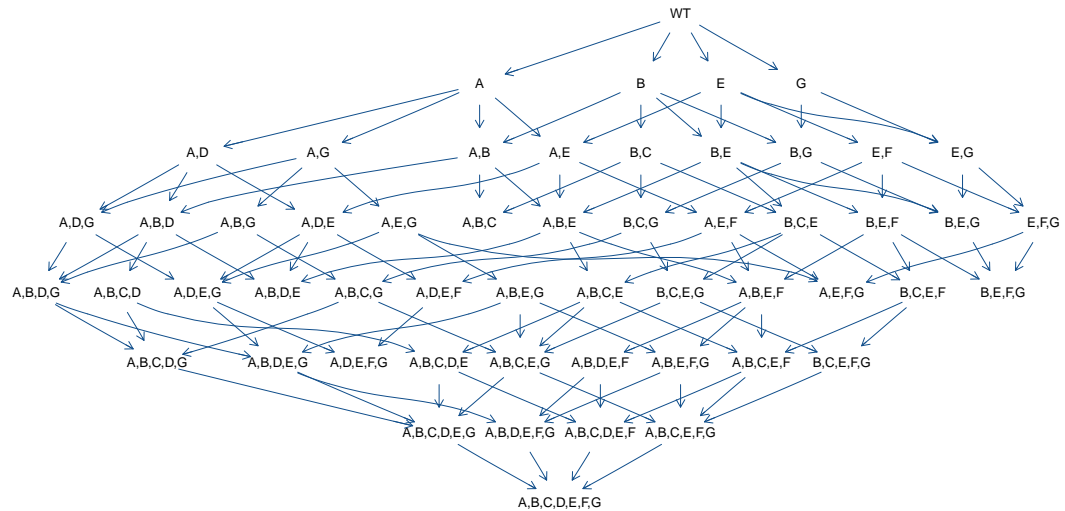 WT
A B E G
A,D A,G A,B A,E B,C B,E B,G E,F E,G
A,D,G A,B,D A,B,G A,D,E A,E,G A,B,C A,B,E B,C,G A,E,F B,C,E B,E,F B,E,G E,F,G
A,B,D,G A,B,C,D A,D,E,G A,B,D,E A,B,C,G A,D,E,F A,B,E,G A,B,C,E B,C,E,G A,B,E,F A,E,F,G B,C,E,F B,E,F,G
A,B,C,D,G A,B,D,E,G A,D,E,F,G A,B,C,D,E A,B,C,E,G A,B,D,E,F A,B,E,F,G A,B,C,E,F B,C,E,F,G
A,B,C,D,E,G A,B,D,E,F,G A,B,C,D,E,F A,B,C,E,F,G
A,B,C,D,E,F,G